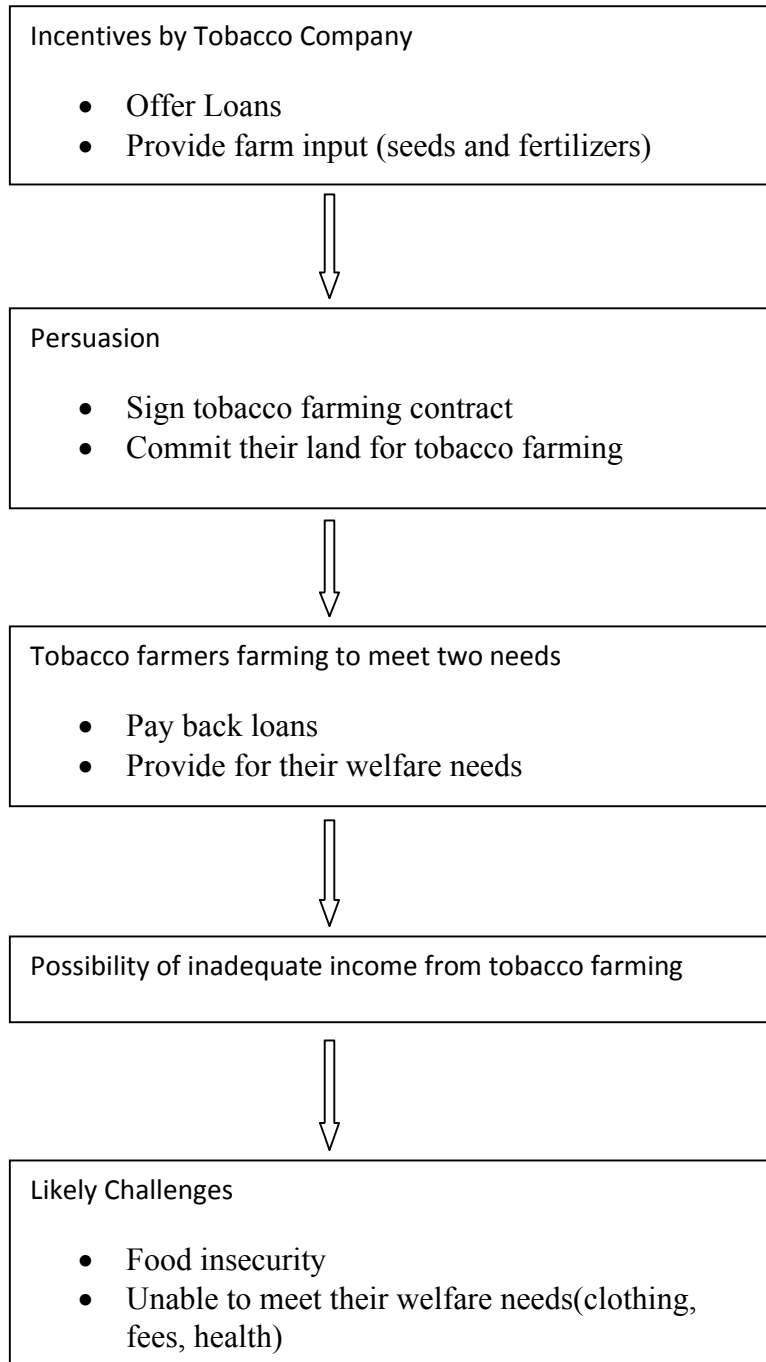 Incentives by Tobacco Company
• Offer Loans
• Provide farm input (seeds and fertilizers)
Persuasion
• Sign tobacco farming contract
• Commit their land for tobacco farming
Tobacco farmers farming to meet two needs
• Pay back loans
• Provide for their welfare needs
Possibility of inadequate income from tobacco farming
Likely Challenges
• Food insecurity
• Unable to meet their welfare needs(clothing,
fees, health)